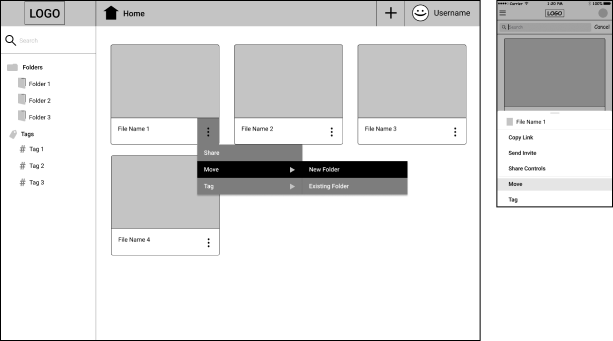 LOGO
Home
Username
Search
Folders
Folder 1
Folder 2
Folder 3
Tags
# Tag 1
# Tag 2
# Tag 3
File Name 1
File Name 2
File Name 3
Share
Move
New Folder
Tag
Existing Folder
File Name 4
Carrier 1:20 PM 100%
LOGO
Search Cancel
File Name 1
Copy Link
Send Invite
Share Controls
Move
Tag